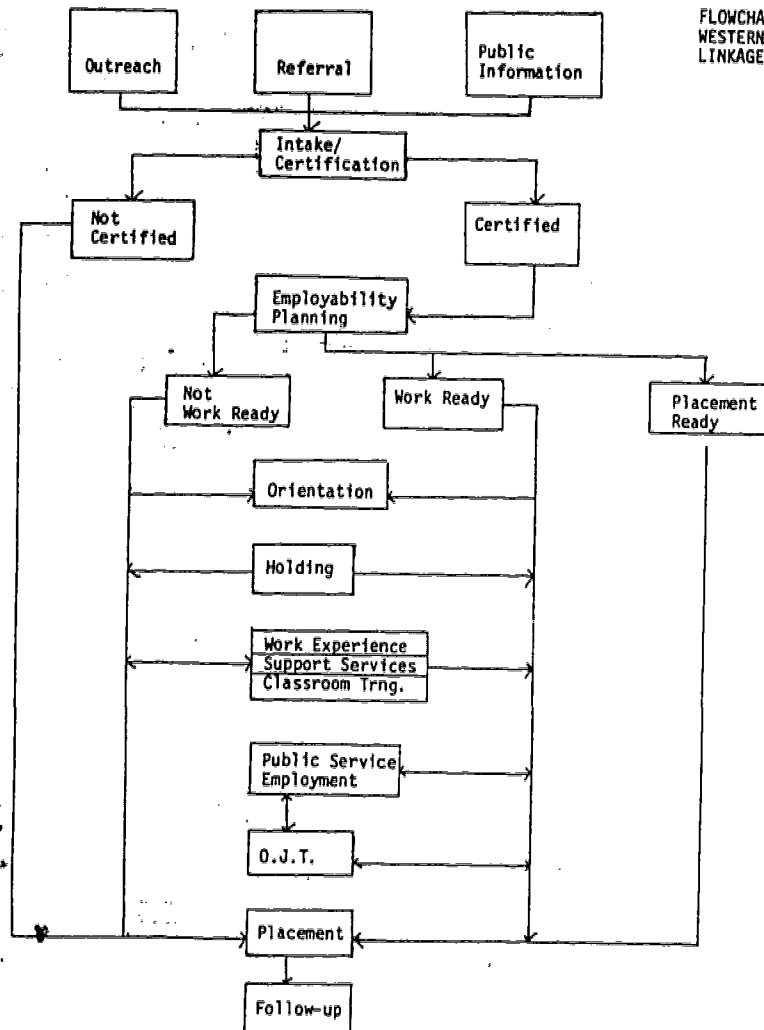 FLOWCHA
WESTERN
LINKAGE
Outreach
Referral
Public
Information
Intake/
Certification
Not
Certified
Certified
Employability
Planning
Not
Work Ready
Work Ready
Placement
Ready
Orientation
Holding
Work Experience
Support Services
Classroom Trng.
Public Service
Employment
O.J.T.
Placement
Follow-up